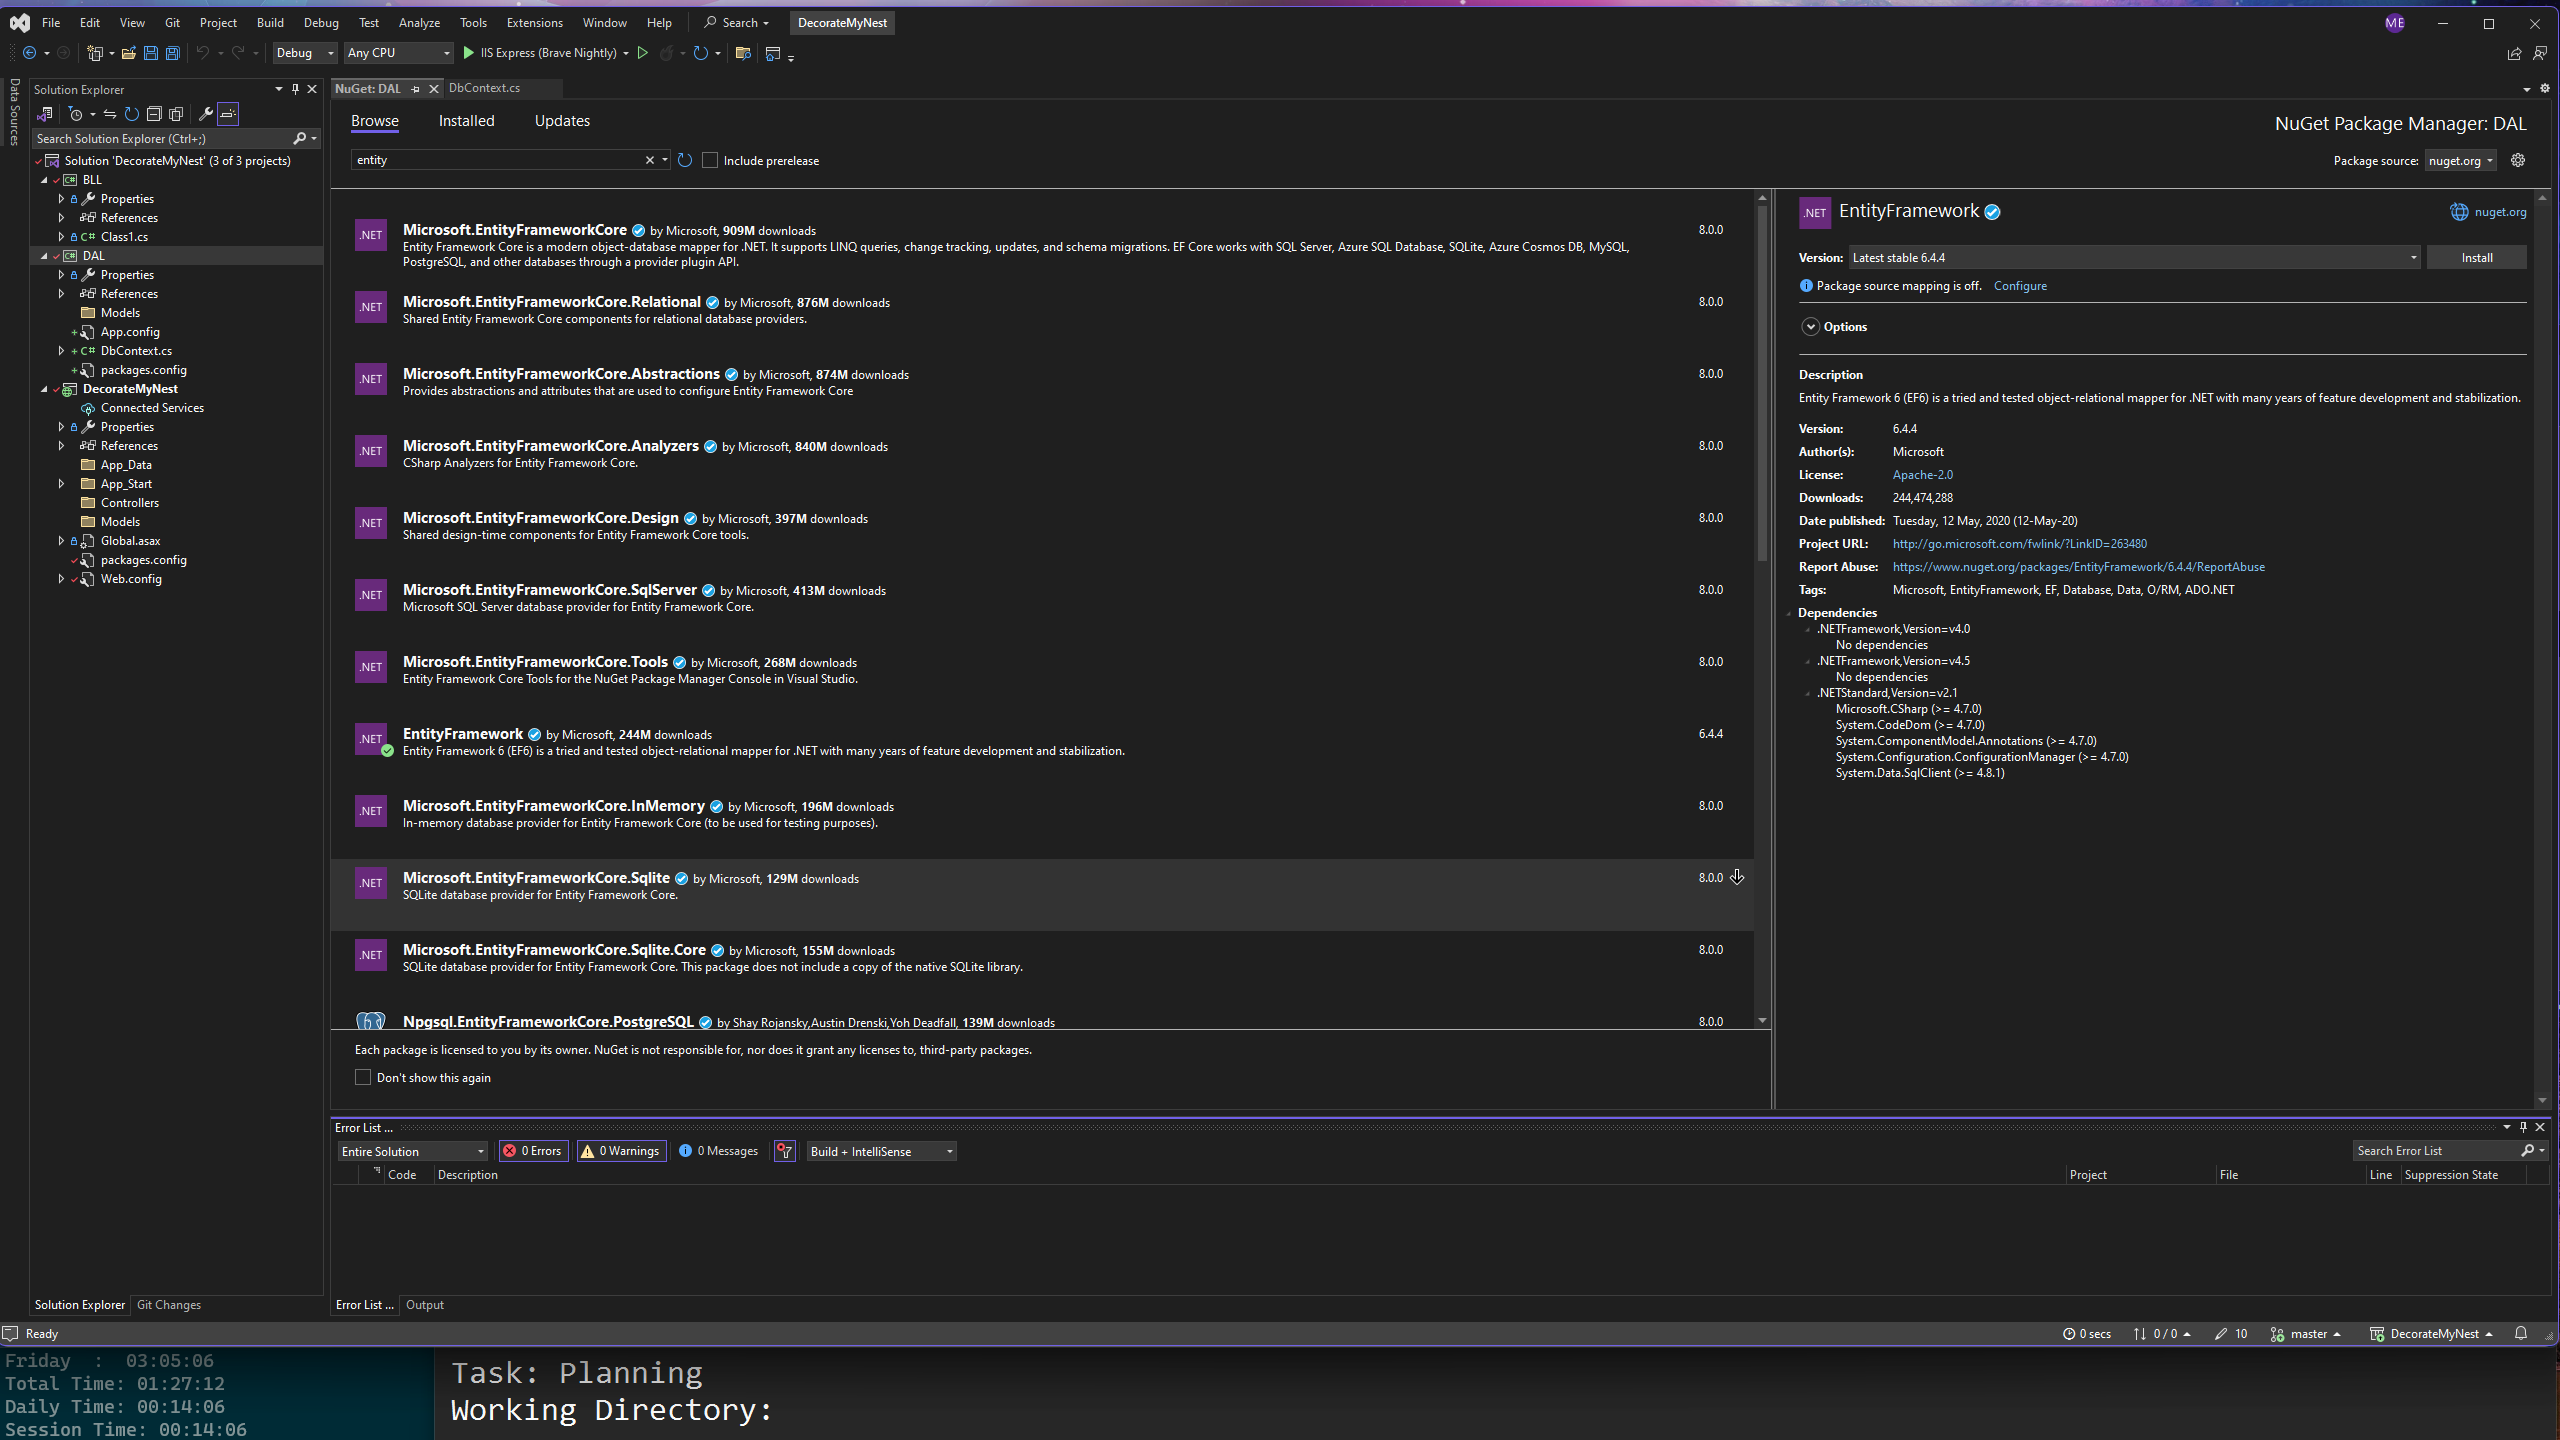 File Edit View Git Project Build Debug Test Analyze Tools Extensions Window Help Search DecorateMyNest ME
Debug Any CPU IIS Express (Brave Nightly)
Data Sources
Solution Explorer
Search Solution Explorer (Ctrl+;)
Solution 'DecorateMyNest' (3 of 3 projects)
C# BLL
Properties
References
C# Class1.cs
C# DAL
Properties
References
Models
App.config
C# DbContext.cs
packages.config
DecorateMyNest
Connected Services
Properties
References
App_Data
App_Start
Controllers
Models
Global.asax
packages.config
Web.config
Solution Explorer Git Changes
NuGet: DAL DbContext.cs
Browse Installed Updates
NuGet Package Manager: DAL
entity
Include prerelease
Package source: nuget.org
.NET
Microsoft.EntityFrameworkCore by Microsoft, 909M downloads 8.0.0
Entity Framework Core is a modern object-database mapper for .NET. It supports LINQ queries, change tracking, updates, and schema migrations. EF Core works with SQL Server, Azure SQL Database, SQLite, Azure Cosmos DB, MySQL,
PostgreSQL, and other databases through a provider plugin API.
.NET
Microsoft.EntityFrameworkCore.Relational by Microsoft, 876M downloads 8.0.0
Shared Entity Framework Core components for relational database providers.
.NET
Microsoft.EntityFrameworkCore.Abstractions by Microsoft, 874M downloads 8.0.0
Provides abstractions and attributes that are used to configure Entity Framework Core
.NET
Microsoft.EntityFrameworkCore.Analyzers by Microsoft, 840M downloads 8.0.0
CSharp Analyzers for Entity Framework Core.
.NET
Microsoft.EntityFrameworkCore.Design by Microsoft, 397M downloads 8.0.0
Shared design-time components for Entity Framework Core tools.
.NET
Microsoft.EntityFrameworkCore.SqlServer by Microsoft, 413M downloads 8.0.0
Microsoft SQL Server database provider for Entity Framework Core.
.NET
Microsoft.EntityFrameworkCore.Tools by Microsoft, 268M downloads 8.0.0
Entity Framework Core Tools for the NuGet Package Manager Console in Visual Studio.
.NET
EntityFramework by Microsoft, 244M downloads 6.4.4
Entity Framework 6 (EF6) is a tried and tested object-relational mapper for .NET with many years of feature development and stabilization.
.NET
Microsoft.EntityFrameworkCore.InMemory by Microsoft, 196M downloads 8.0.0
In-memory database provider for Entity Framework Core (to be used for testing purposes).
.NET
Microsoft.EntityFrameworkCore.Sqlite by Microsoft, 129M downloads 8.0.0
SQLite database provider for Entity Framework Core.
.NET
Microsoft.EntityFrameworkCore.Sqlite.Core by Microsoft, 155M downloads 8.0.0
SQLite database provider for Entity Framework Core. This package does not include a copy of the native SQLite library.
Npgsql.EntityFrameworkCore.PostgreSQL by Shay Rojansky,Austin Drenski,Yoh Deadfall, 139M downloads 8.0.0
Each package is licensed to you by its owner. NuGet is not responsible for, nor does it grant any licenses to, third-party packages.
Don't show this again
.NET EntityFramework nuget.org
Version: Latest stable 6.4.4 Install
Package source mapping is off. Configure
Options
Description
Entity Framework 6 (EF6) is a tried and tested object-relational mapper for .NET with many years of feature development and stabilization.
Version: 6.4.4
Author(s): Microsoft
License: Apache-2.0
Downloads: 244,474,288
Date published: Tuesday, 12 May, 2020 (12-May-20)
Project URL: http://go.microsoft.com/fwlink/?LinkID=263480
Report Abuse: https://www.nuget.org/packages/EntityFramework/6.4.4/ReportAbuse
Tags: Microsoft, EntityFramework, EF, Database, Data, O/RM, ADO.NET
Dependencies
.NETFramework,Version=v4.0
No dependencies
.NETFramework,Version=v4.5
No dependencies
.NETStandard,Version=v2.1
Microsoft.CSharp (>= 4.7.0)
System.CodeDom (>= 4.7.0)
System.ComponentModel.Annotations (>= 4.7.0)
System.Configuration.ConfigurationManager (>= 4.7.0)
System.Data.SqlClient (>= 4.8.1)
Error List ...
Entire Solution 0 Errors 0 Warnings 0 Messages Build + IntelliSense Search Error List
Code Description Project File Line Suppression State
Error List ... Output
Ready 0 secs 0 / 0 10 master DecorateMyNest
Friday : 03:05:06
Total Time: 01:27:12
Daily Time: 00:14:06
Session Time: 00:14:06
Task: Planning
Working Directory: